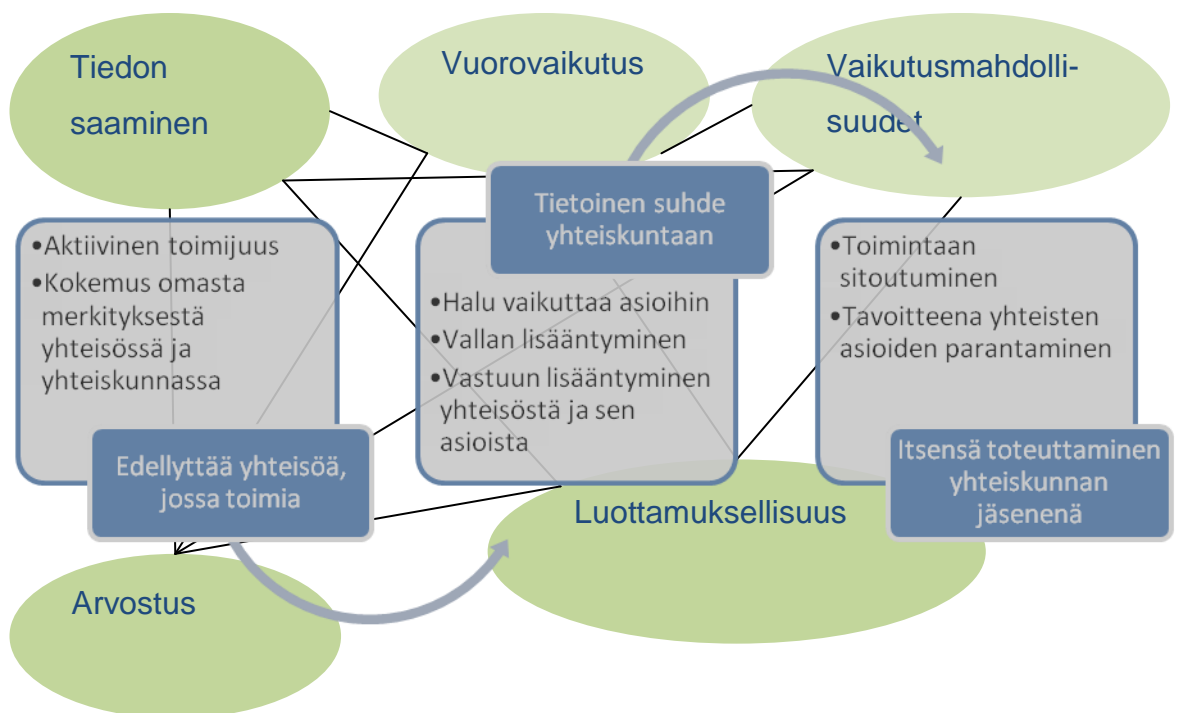 Tiedon
saaminen
Vuorovaikutus
Vaikutusmahdolli-
suudet
•Aktiivinen toimijuus
•Kokemus omasta
merkityksestä
yhteisössä ja
yhteiskunnassa
Edellyttää yhteisöä,
jossa toimia
Tietoinen suhde
yhteiskuntaan
•Halu vaikuttaa asioihin
•Vallan lisääntyminen
•Vastuun lisääntyminen
yhteisöstä ja sen
asioista
•Toimintaan
sitoutuminen
•Tavoitteena yhteisten
asioiden parantaminen
Itsensä toteuttaminen
yhteiskunnan
jäsenenä
Luottamuksellisuus
Arvostus